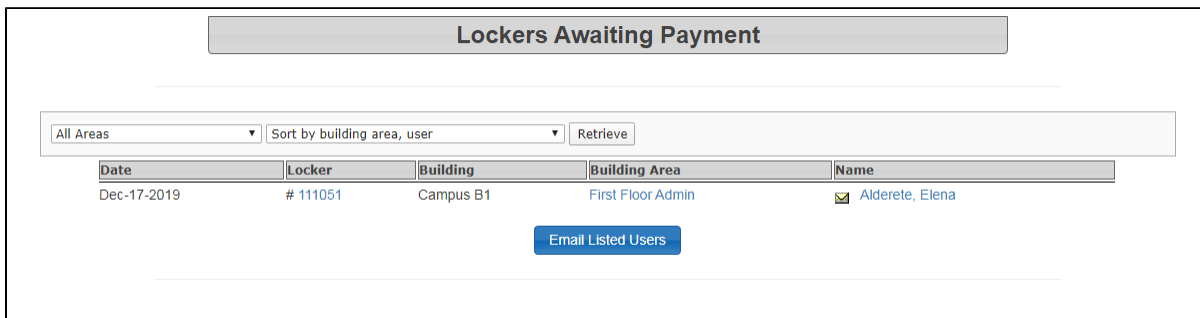 Lockers Awaiting Payment
All Areas Sort by building area, user Retrieve
Date Locker Building Building Area Name
Dec-17-2019 # 111051 Campus B1 First Floor Admin Alderete, Elena
Email Listed Users